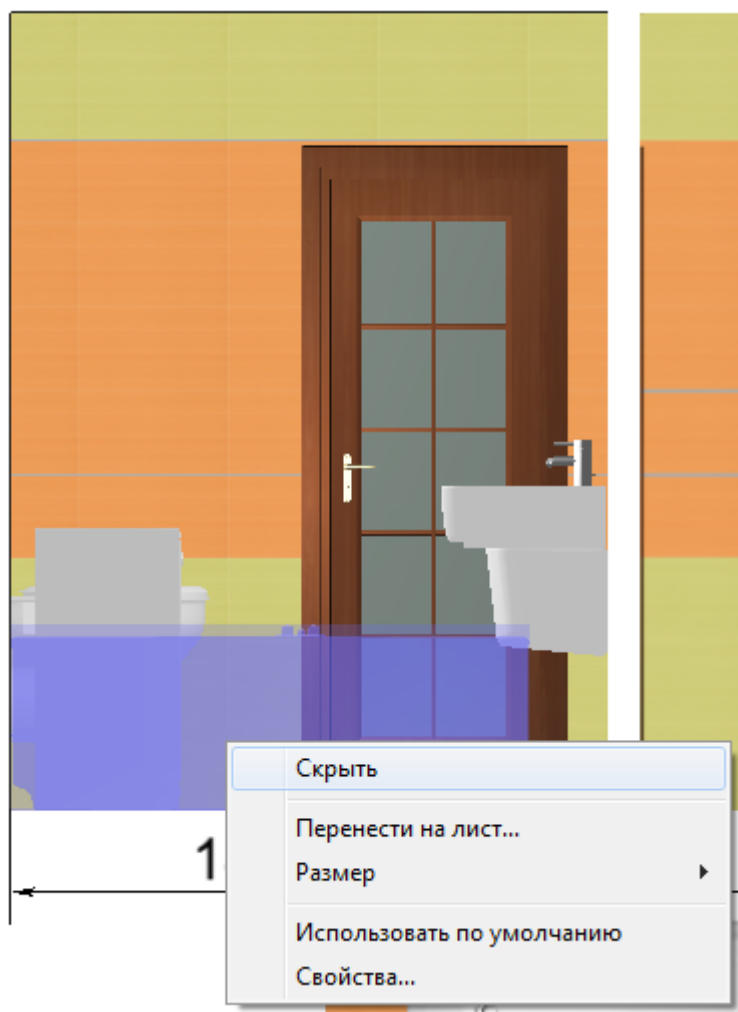 Скрыть
Перенести на лист...
Размер
Использовать по умолчанию
Свойства...